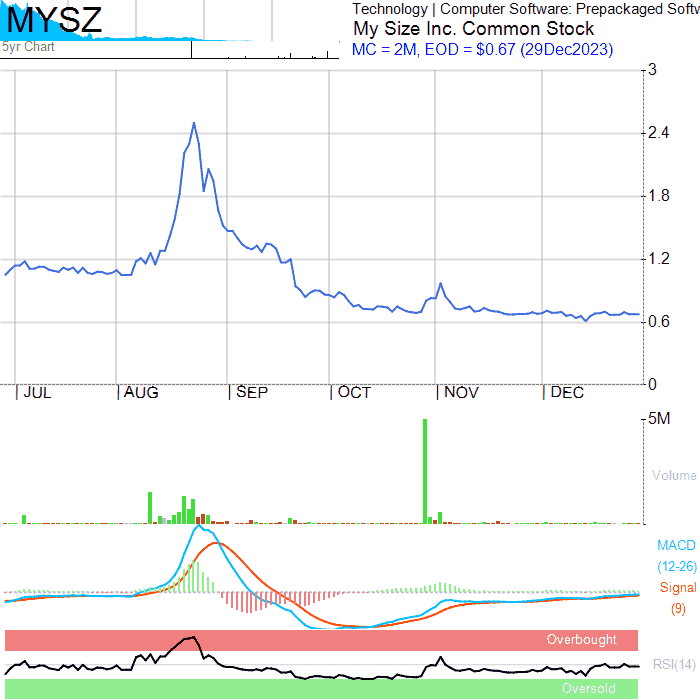 MYSZ
5yr Chart
Technology | Computer Software: Prepackaged Softw
My Size Inc. Common Stock
MC = 2M, EOD = $0.67 (29Dec2023)
3
2.4
1.8
1.2
0.6
0
JUL AUG SEP OCT NOV DEC
5M
Volume
MACD
(12-26)
Signal
(9)
Overbought
RSI(14)
Oversold